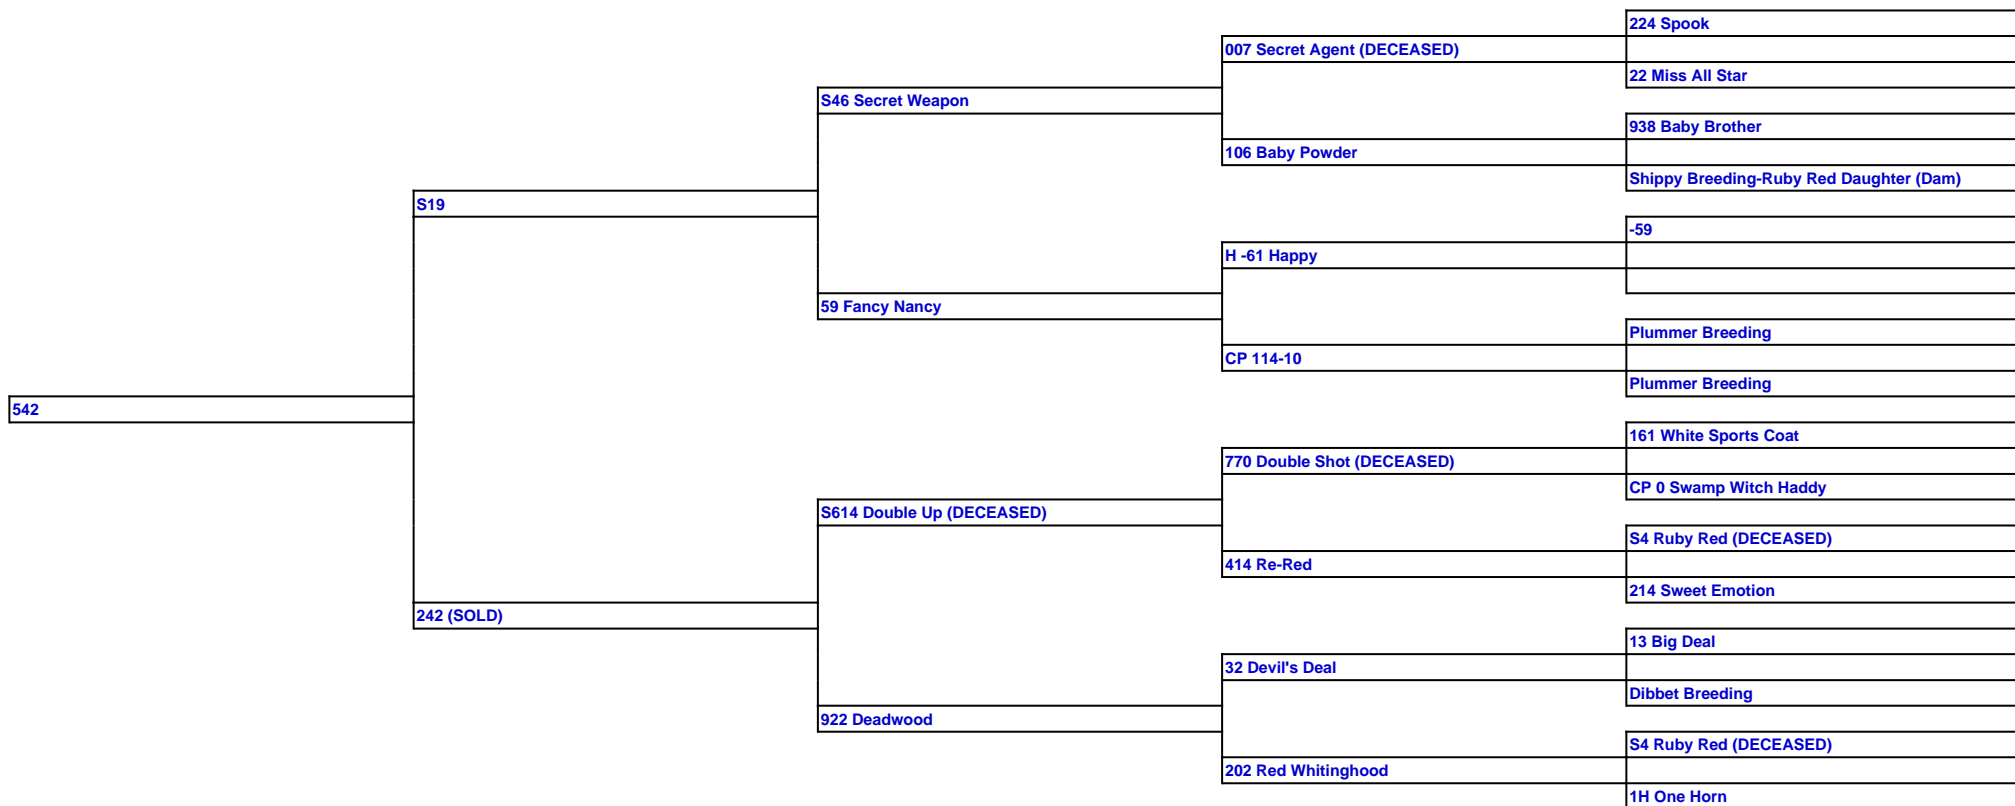 224 Spook
007 Secret Agent (DECEASED)
22 Miss All Star
S46 Secret Weapon
938 Baby Brother
106 Baby Powder
Shippy Breeding-Ruby Red Daughter (Dam)
S19
-59
H -61 Happy
59 Fancy Nancy
Plummer Breeding
CP 114-10
Plummer Breeding
542
161 White Sports Coat
770 Double Shot (DECEASED)
CP 0 Swamp Witch Haddy
S614 Double Up (DECEASED)
S4 Ruby Red (DECEASED)
414 Re-Red
214 Sweet Emotion
242 (SOLD)
13 Big Deal
32 Devil's Deal
Dibbet Breeding
922 Deadwood
S4 Ruby Red (DECEASED)
202 Red Whitinghood
1H One Horn